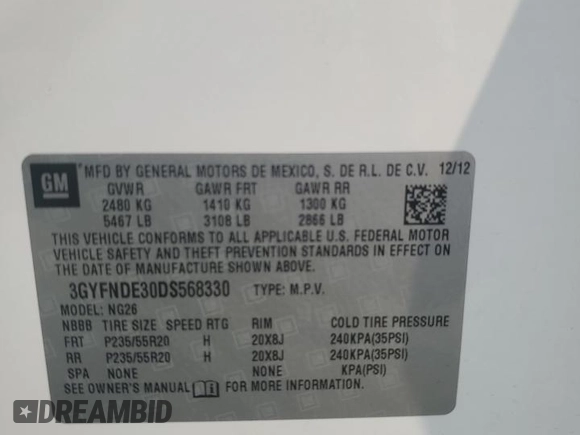 GM
MFD BY GENERAL MOTORS DE MEXICO, S. DE R.L. DE C.V. 12/12
GVWR GAWR FRT GAWR RR
2480 KG 1410 KG 1300 KG
5467 LB 3108 LB 2866 LB
THIS VEHICLE CONFORMS TO ALL APPLICABLE U.S. FEDERAL MOTOR
VEHICLE SAFETY AND THEFT PREVENTION STANDARDS IN EFFECT ON
THE DATE OF MANUFACTURE SHOWN ABOVE.
3GYFNDE30DS568330 TYPE: M.P.V.
MODEL: NG26
NBBB TIRE SIZE SPEED RTG RIM COLD TIRE PRESSURE
FRT P235/55R20 H 20X8J 240KPA(35PSI)
RR P235/55R20 H 20X8J 240KPA(35PSI)
SPA NONE NONE KPA(PSI)
SEE OWNER'S MANUAL FOR MORE INFORMATION
DREAMBID